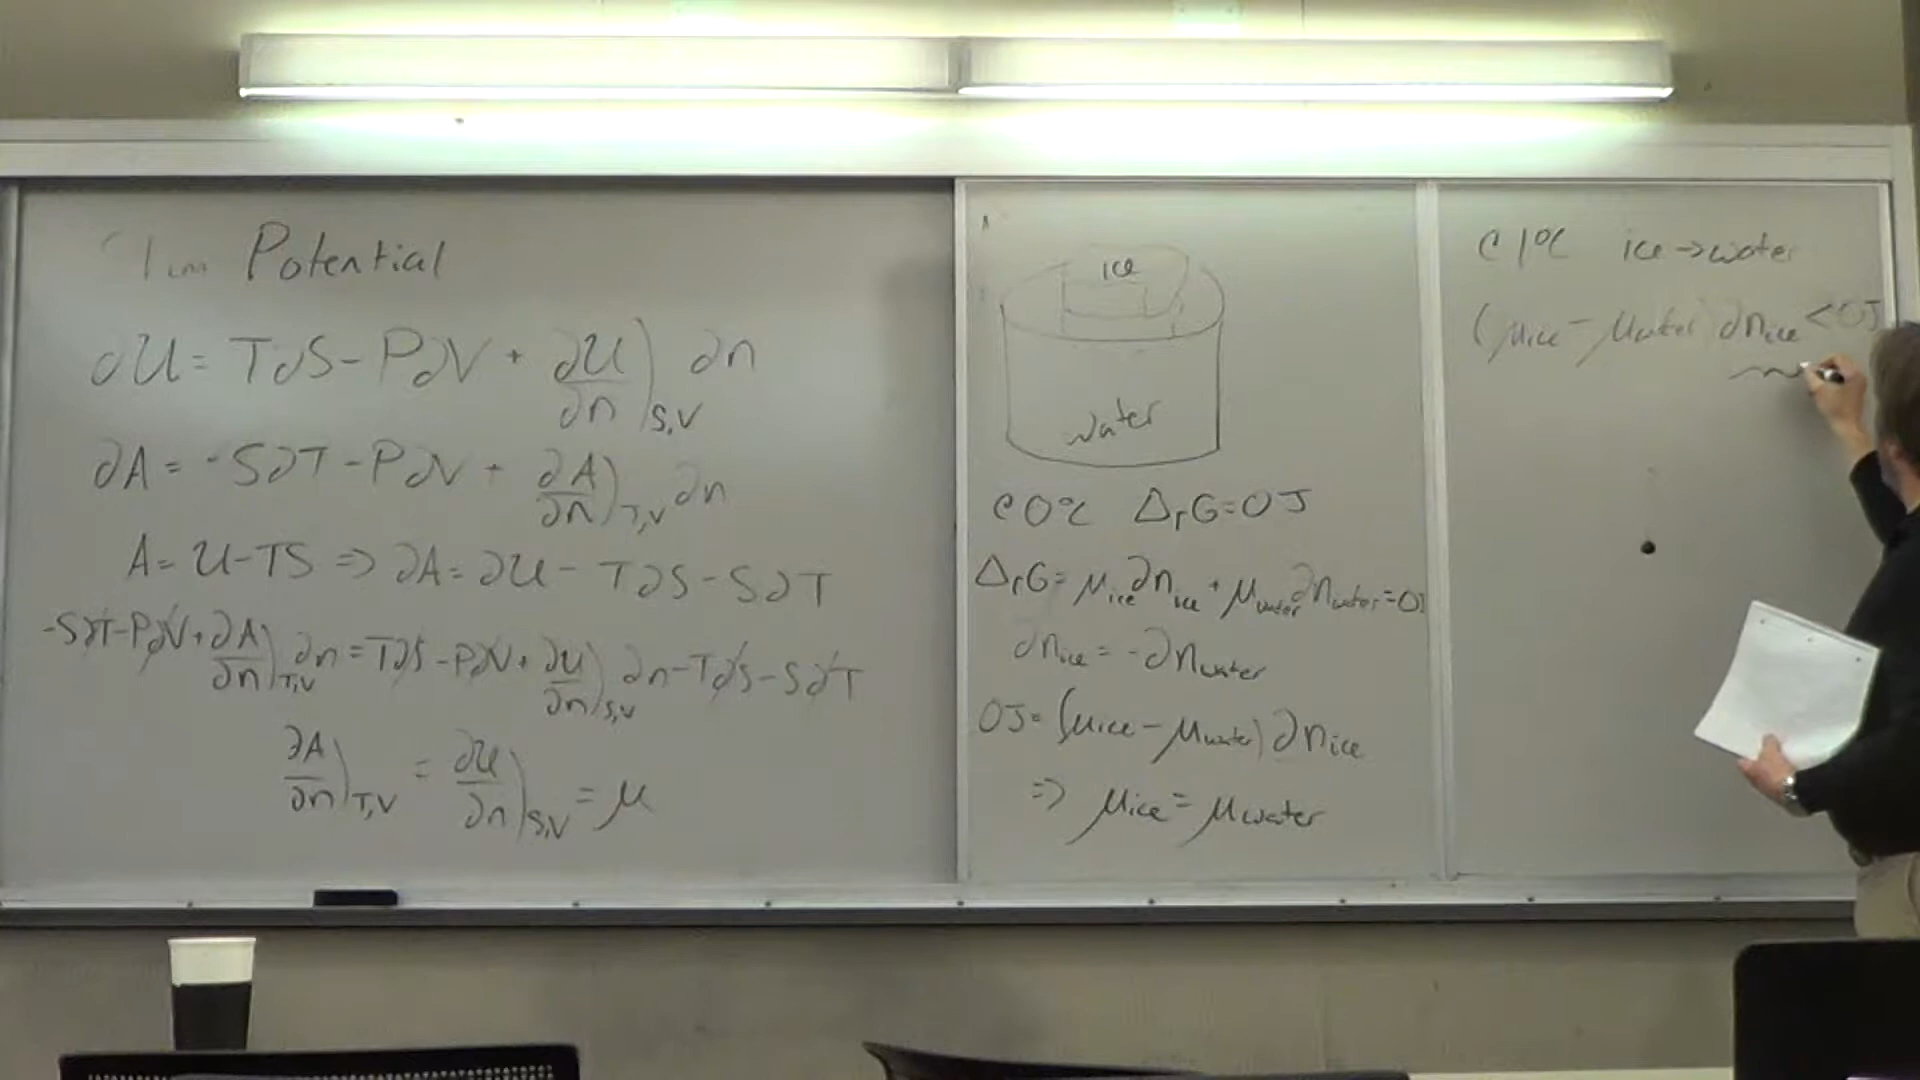 Potential
∂U = T∂S - P∂V + ∂U/∂n)S,V ∂n
∂A = -S∂T - P∂V + ∂A/∂n)T,V ∂n
A = U - TS ⇒ ∂A = ∂U - T∂S - S∂T
-S∂T - P∂V + ∂A/∂n)T,V ∂n = T∂S - P∂V + ∂U/∂n)S,V ∂n - T∂S - S∂T
∂A/∂n)T,V = ∂U/∂n)S,V = μ
ice
water
@ 0°C ΔrG = 0J
ΔrG = μice ∂nice + μwater ∂nwater = 0J
∂nice = -∂nwater
0J = (μice - μwater) ∂nice
⇒ μice = μwater
@ 1°C ice → water
(μice - μwater) ∂nice < 0J